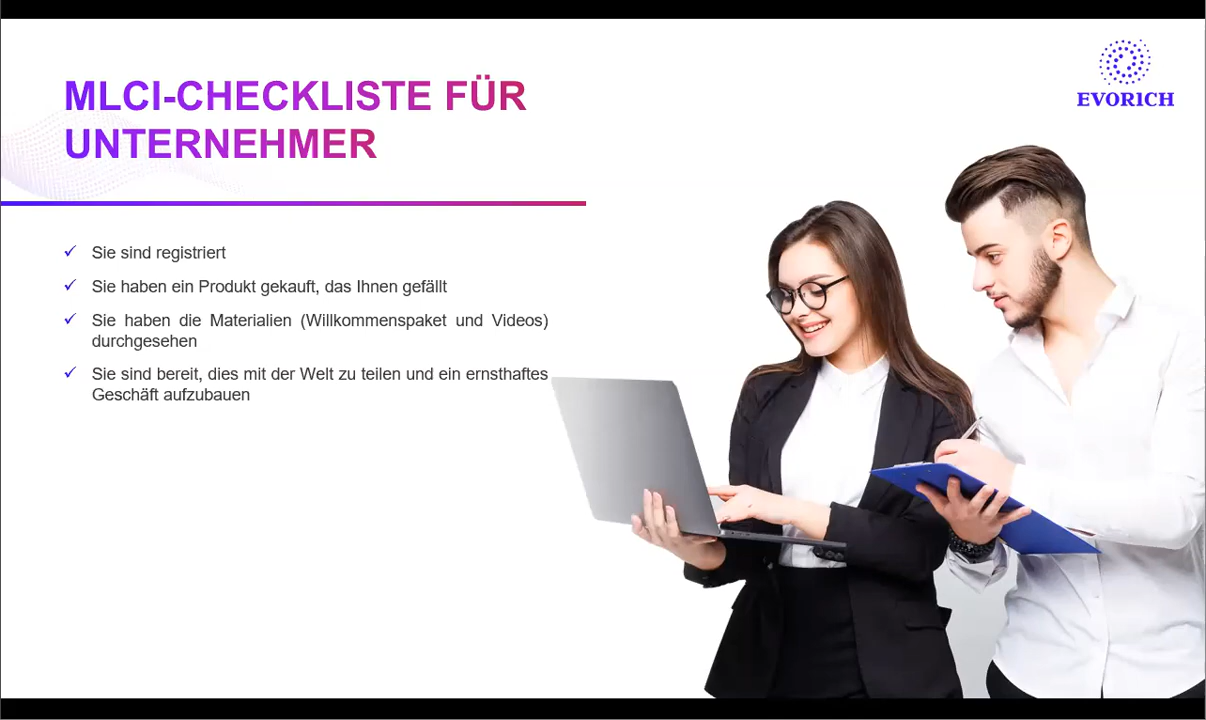 EVORICH
MLCI-CHECKLISTE FÜR
UNTERNEHMER
Sie sind registriert
Sie haben ein Produkt gekauft, das Ihnen gefällt
Sie haben die Materialien (Willkommenspaket und Videos)
durchgesehen
Sie sind bereit, dies mit der Welt zu teilen und ein ernsthaftes
Geschäft aufzubauen